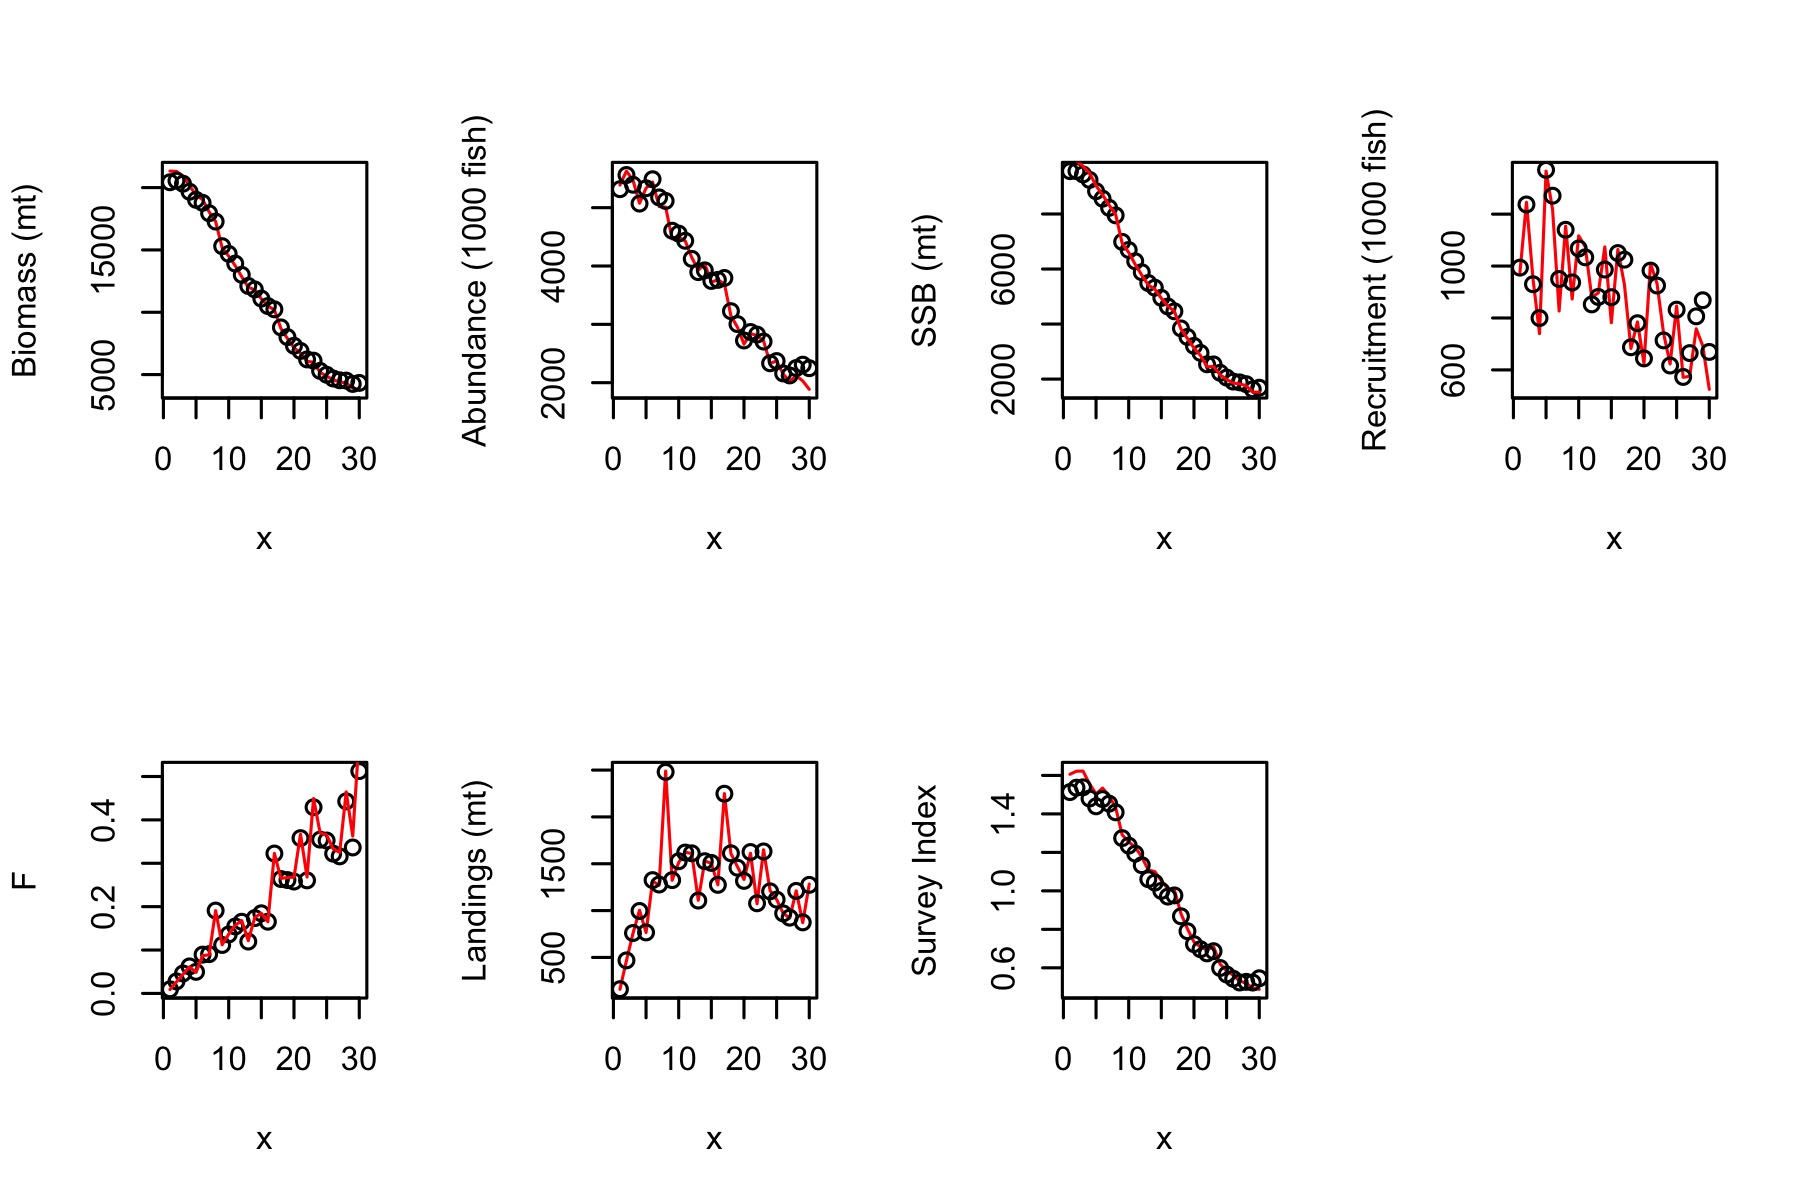 Biomass (mt)
5000 15000
0 10 20 30
x
Abundance (1000 fish)
2000 4000
0 10 20 30
x
SSB (mt)
2000 6000
0 10 20 30
x
Recruitment (1000 fish)
600 1000
0 10 20 30
x
F
0.0 0.2 0.4
0 10 20 30
x
Landings (mt)
500 1500
0 10 20 30
x
Survey Index
0.6 1.0 1.4
0 10 20 30
x